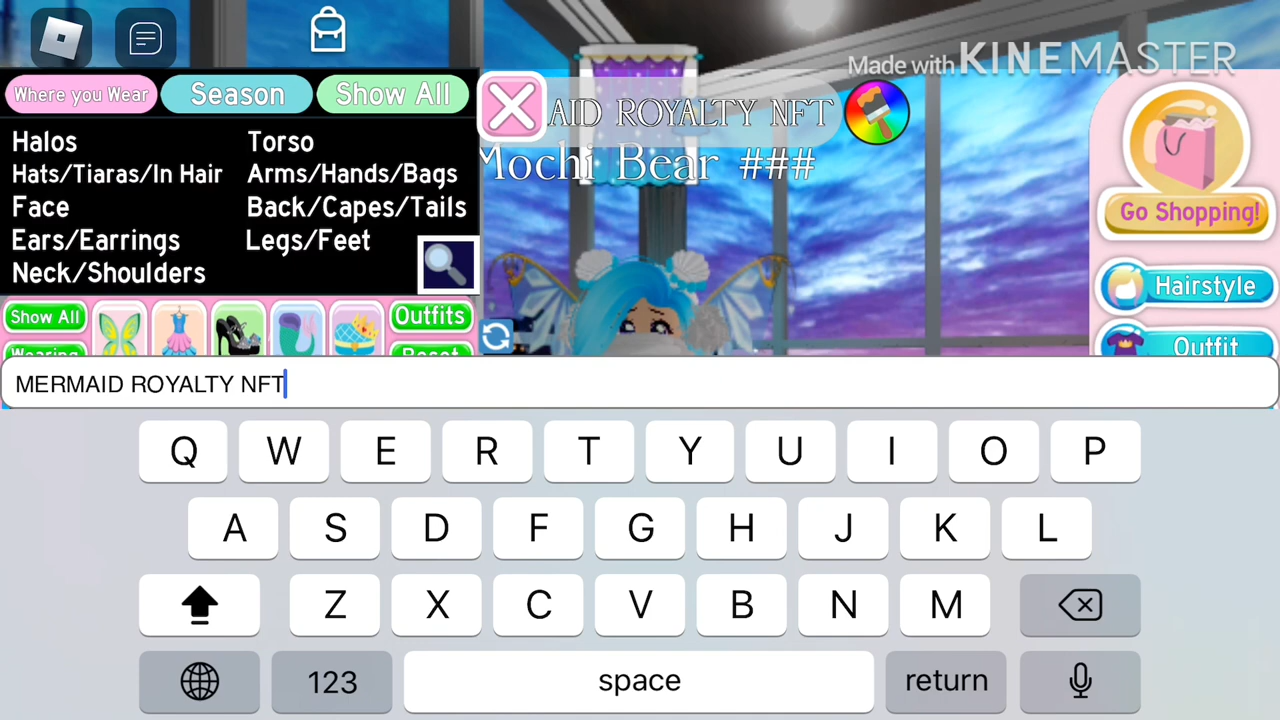 Made with KINEMASTER
Where you Wear Season Show All
AID ROYALTY NFT
Mochi Bear ###
Halos Torso
Hats/Tiaras/In Hair Arms/Hands/Bags
Face Back/Capes/Tails
Ears/Earrings Legs/Feet
Neck/Shoulders
Go Shopping!
Hairstyle
Show All Outfits
Wearing Reset
Outfit
MERMAID ROYALTY NFT
Q W E R T Y U I O P
A S D F G H J K L
Z X C V B N M
123 space return